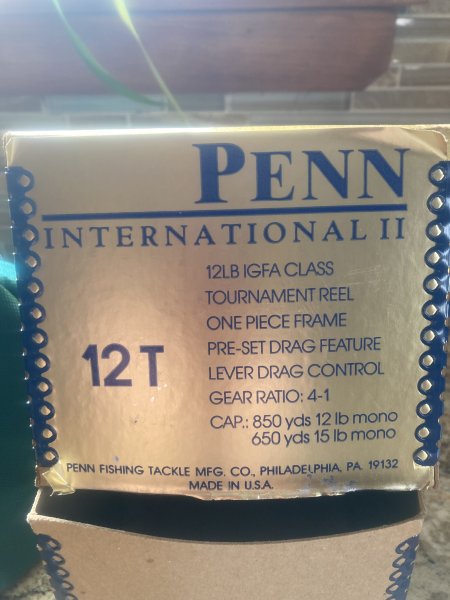 PENN
INTERNATIONAL II
12LB IGFA CLASS
TOURNAMENT REEL
ONE PIECE FRAME
PRE-SET DRAG FEATURE
LEVER DRAG CONTROL
GEAR RATIO: 4-1
CAP.: 850 yds 12 lb mono
650 yds 15 lb mono
12T
PENN FISHING TACKLE MFG. CO., PHILADELPHIA, PA. 19132
MADE IN U.S.A.